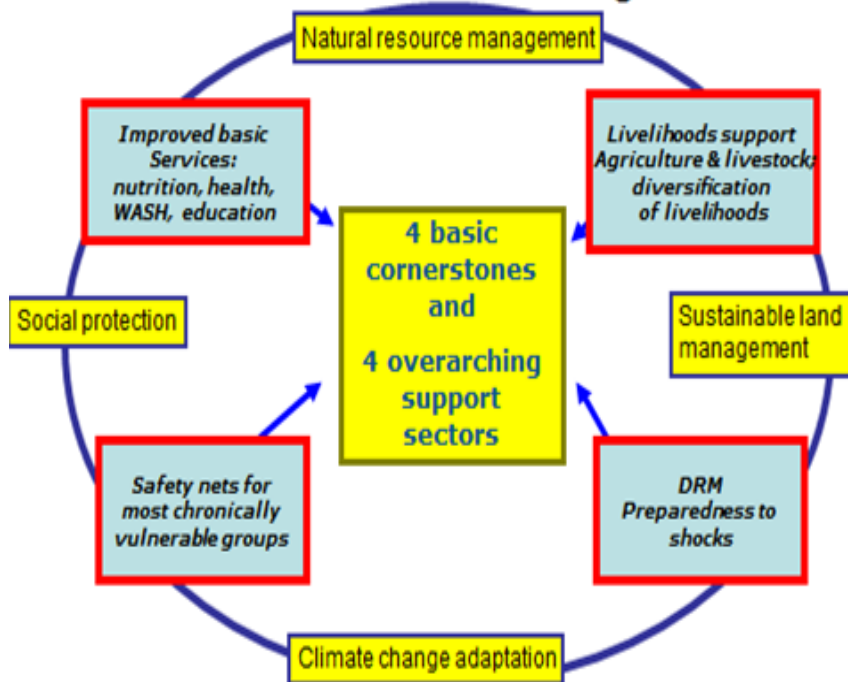 Natural resource management
Improved basic
Services:
nutrition, health,
WASH, education
Livelihoods support
Agriculture & livestock;
diversification
of livelihoods
4 basic
cornerstones
and
4 overarching
support
sectors
Social protection
Sustainable land
management
Safety nets for
most chronically
vulnerable groups
DRM
Preparedness to
shocks
Climate change adaptation